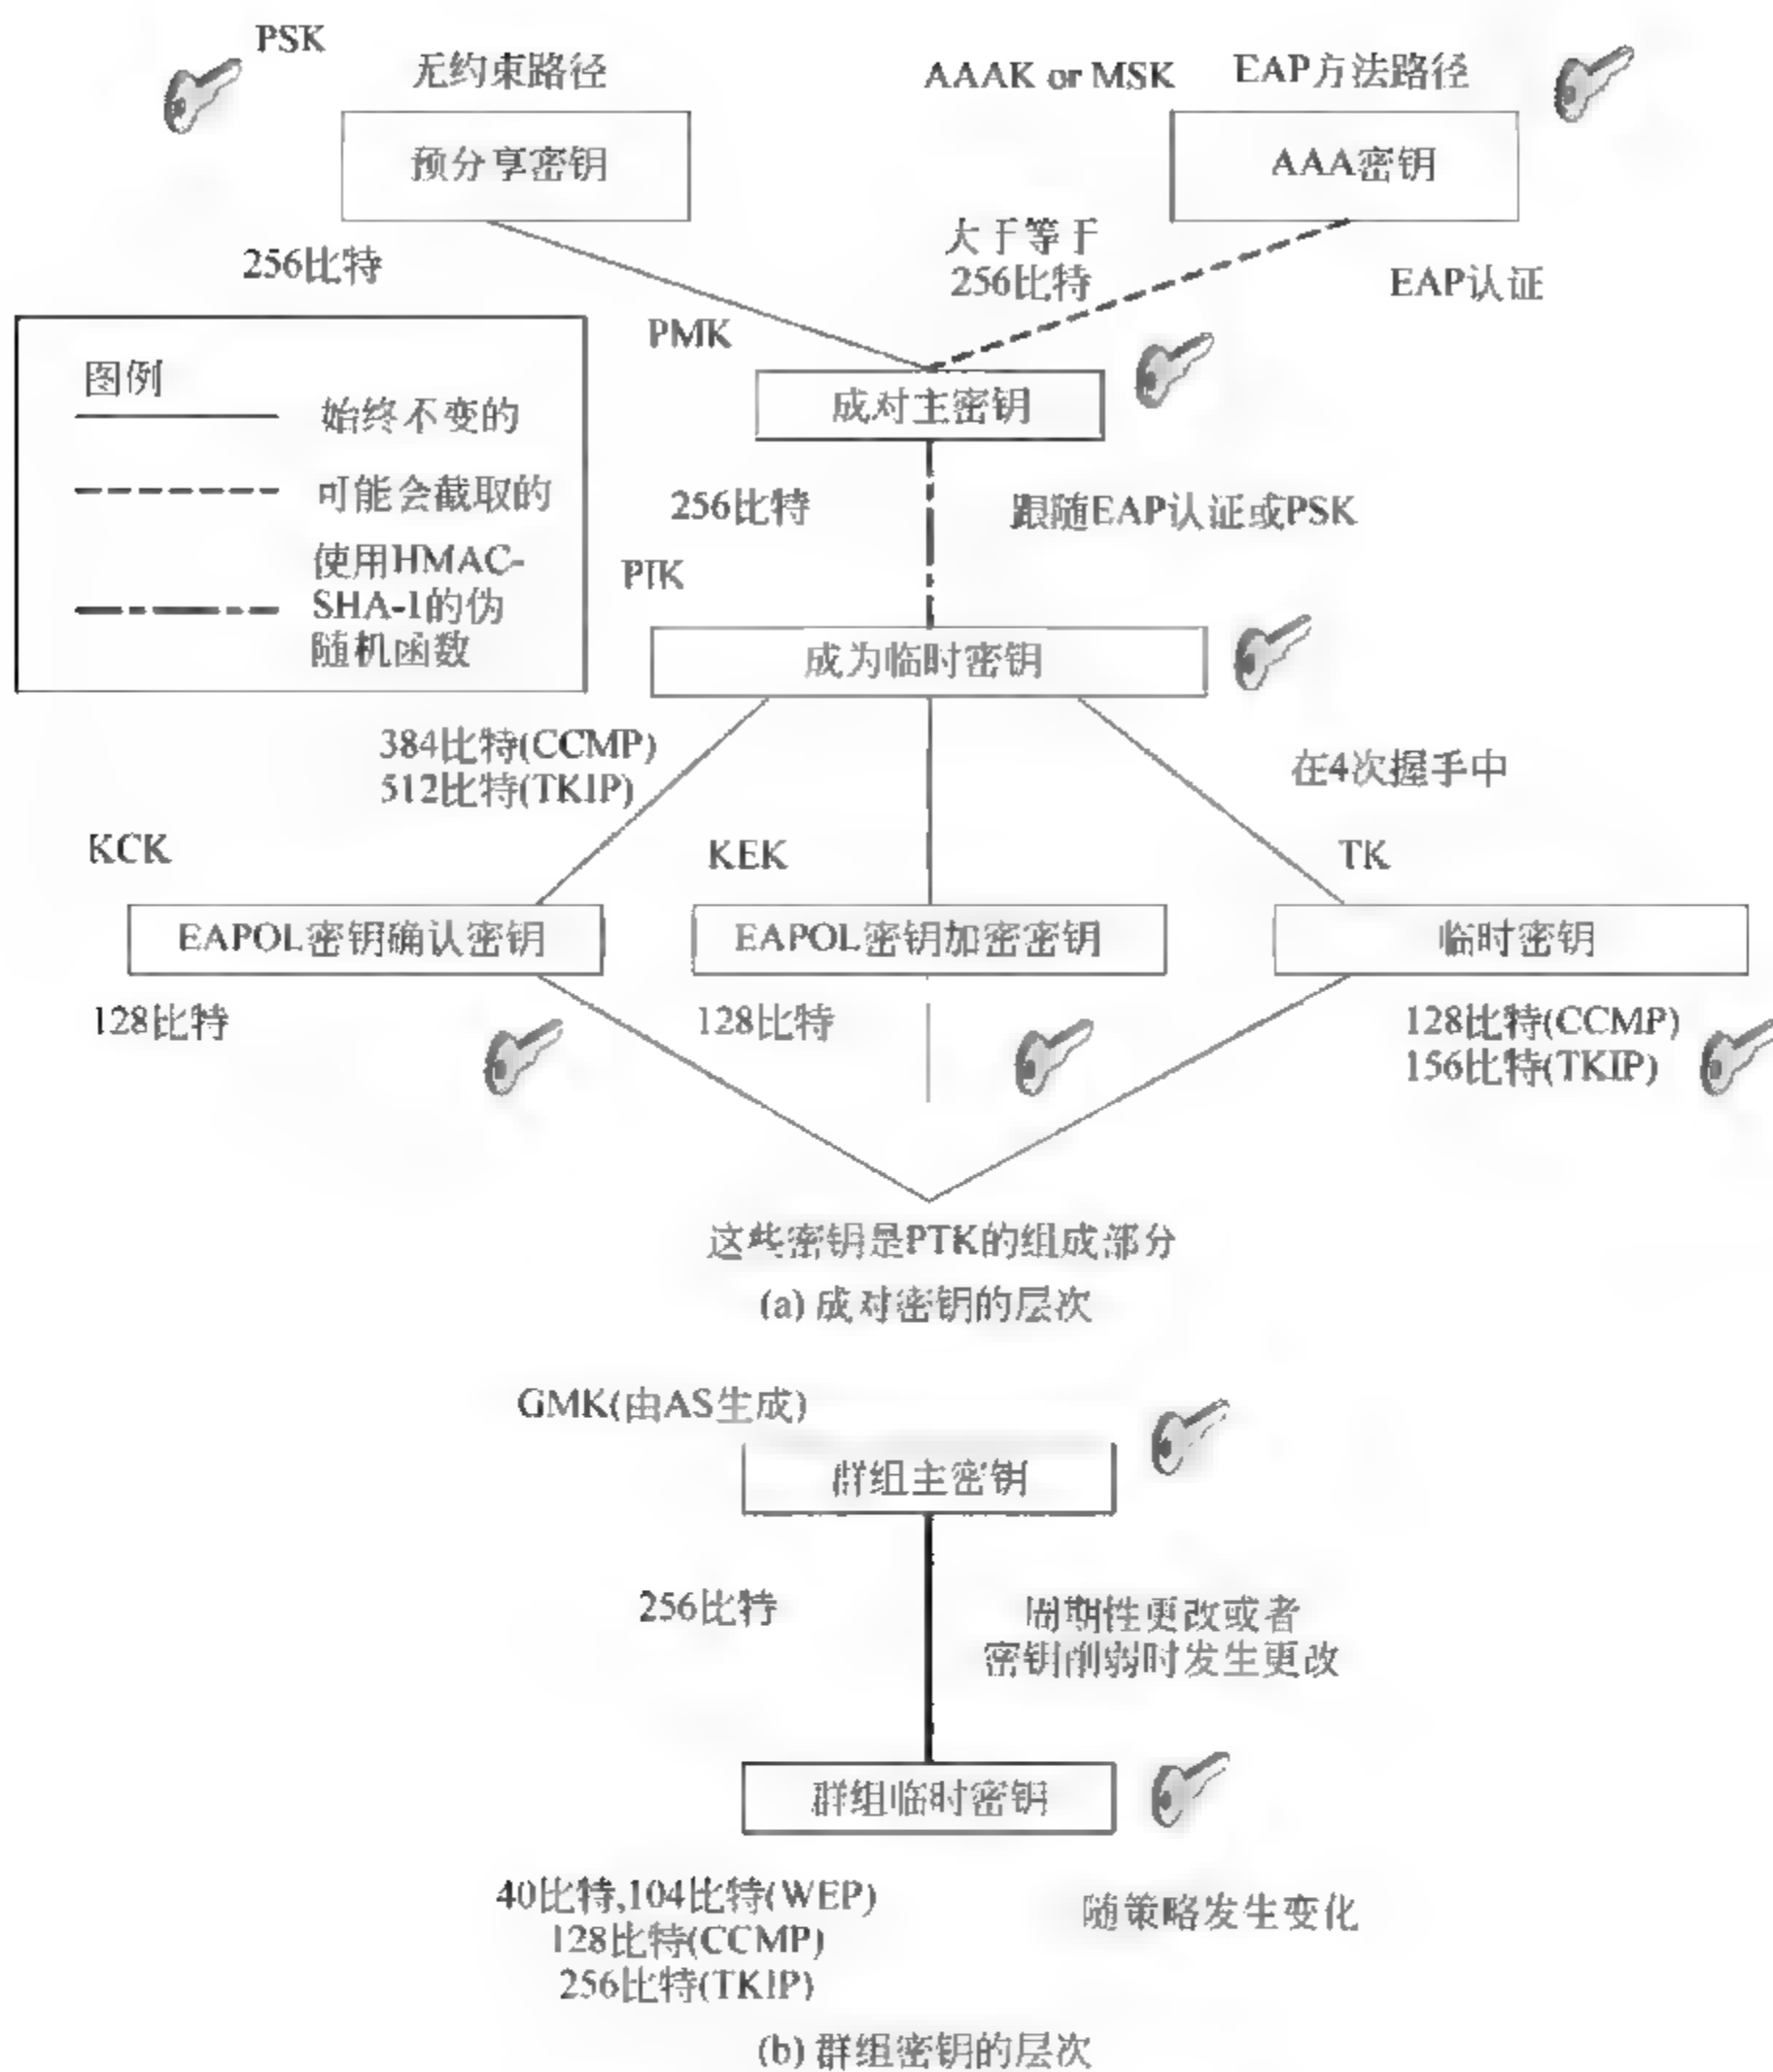 PSK
无约束路径
AAAK or MSK
EAP方法路径
预分享密钥
AAA密钥
256比特
大于等于
256比特
EAP认证
PMK
图例
始终不变的
可能会截取的
使用HMAC-
SHA-1的伪
随机函数
成对主密钥
256比特
跟随EAP认证或PSK
PTK
成为临时密钥
384比特(CCMP)
512比特(TKIP)
在4次握手中
KCK
KEK
TK
EAPOL密钥确认密钥
EAPOL密钥加密密钥
临时密钥
128比特
128比特
128比特(CCMP)
156比特(TKIP)
这些密钥是PTK的组成部分
(a) 成对密钥的层次
GMK(由AS生成)
群组主密钥
256比特
周期性更改或者
密钥削弱时发生更改
群组临时密钥
40比特,104比特(WEP)
128比特(CCMP)
256比特(TKIP)
随策略发生变化
(b) 群组密钥的层次